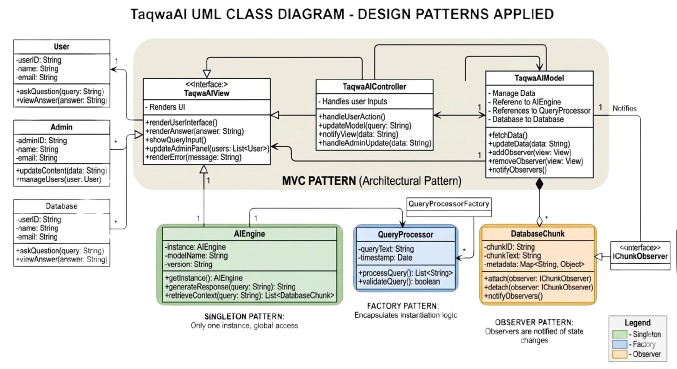 TaqwaAI UML CLASS DIAGRAM - DESIGN PATTERNS APPLIED
User
-userID: String
-name: String
-email: String
+askQuestion(query: String)
+viewAnswer(answer: String)
1
Admin
-adminID: String
-name: String
-email: String
+updateContent(data: String)
+manageUsers(user: User)
*
Database
-userID: String
-name: String
-email: String
+askQuestion(query: String)
+viewAnswer(answer: String)
*
<<Interface:>
TaqwaAIView
- Renders UI
+renderUserInterface()
+renderAnswer(answer: String)
+showQueryInput()
+updateAdminPanel(users: List<User>)
+renderError(message: String)
TaqwaAIController
- Handles user Inputs
+handleUserAction()
+updateModel(query: String)
+notifyView(data: String)
+handleAdminUpdate(data: String)
1
1
TaqwaAIModel
- Manage Data
- Referene to AIEngine
- References to QueryProcessor
- Database to Database
+fetchData()
+updateData(data: String)
+addObserver(view: View)
+removeObserver(view: View)
+notifyObservers()
1
Notifies
MVC PATTERN (Architectural Pattern)
1
1
AIEngine
-instance: AIEngine
-modelName: String
-version: String
+getInstance(): AIEngine
+generateResponse(query: String): String
+retrieveContext(query: String): List<DatabaseChunk>
SINGLETON PATTERN:
Only one instance, global access
QueryProcessorFactory
QueryProcessor
-queryText: String
-timestamp: Date
+processQuery(): List<String>
+validateQuery(): boolean
*
FACTORY PATTERN:
Encapsulates instantiation logic
*
DatabaseChunk
-chunkID: String
-chunkText: String
-metadata: Map<String, Object>
+attach(observer: IChunkObserver)
+detach(observer: IChunkObserver)
+notifyObservers()
OBSERVER PATTERN:
Observers are notified of state
changes
<<interface>>
IChunkObserver
Legend
- Singleton
- Factory
- Observer